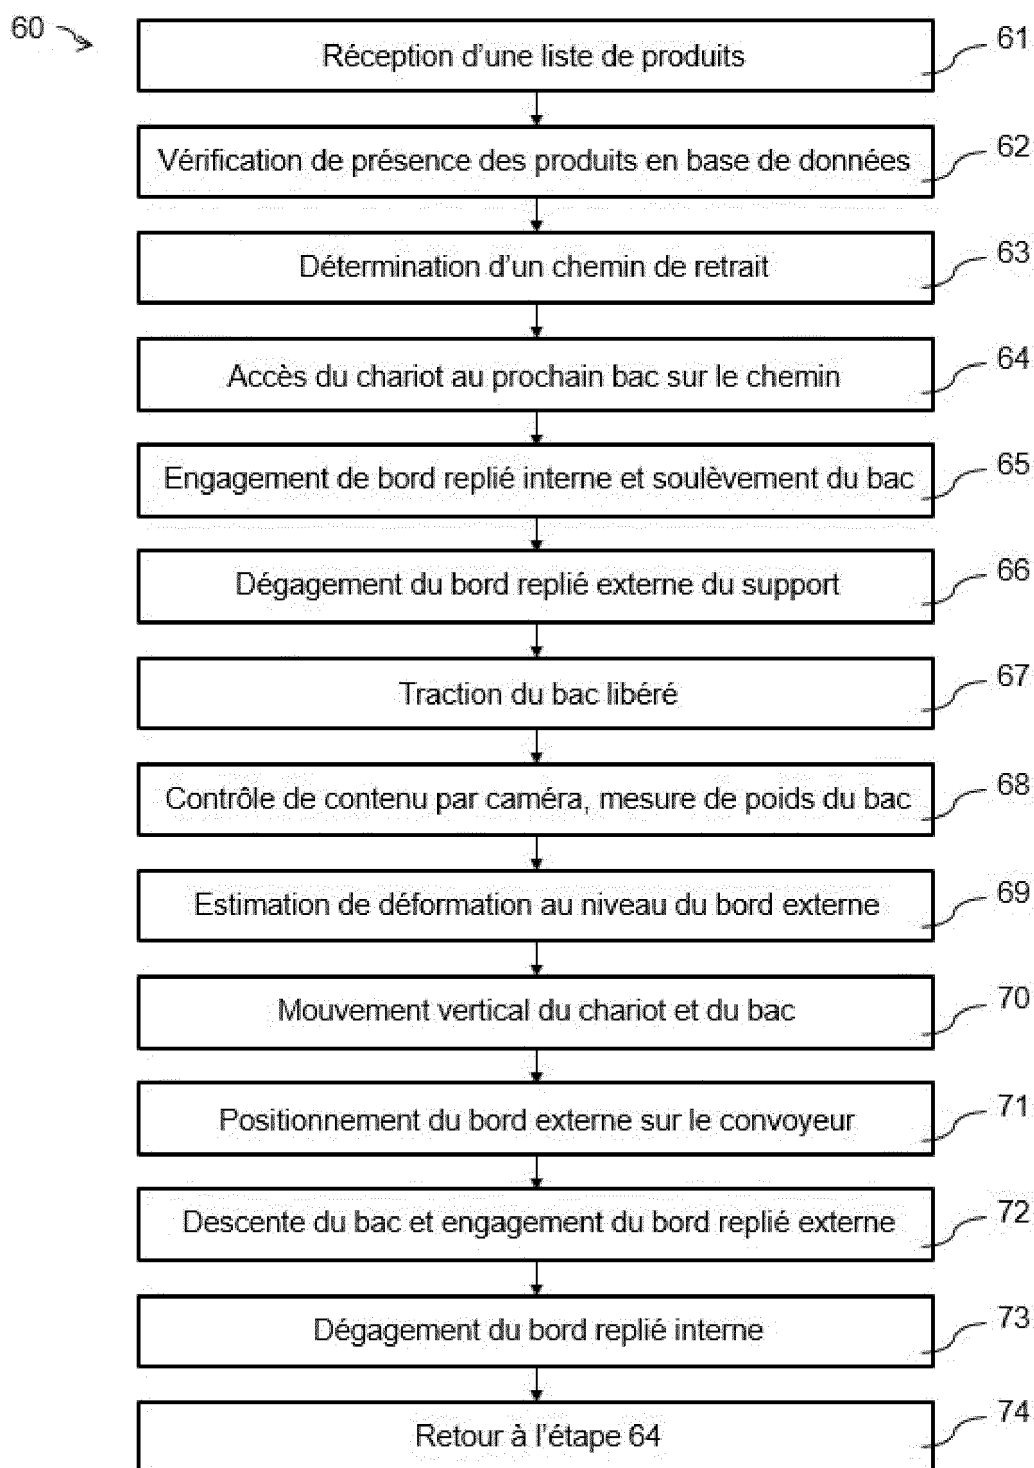 60
Réception d'une liste de produits 61
Vérification de présence des produits en base de données 62
Détermination d'un chemin de retrait 63
Accès du chariot au prochain bac sur le chemin 64
Engagement de bord replié interne et soulèvement du bac 65
Dégagement du bord replié externe du support 66
Traction du bac libéré 67
Contrôle de contenu par caméra, mesure de poids du bac 68
Estimation de déformation au niveau du bord externe 69
Mouvement vertical du chariot et du bac 70
Positionnement du bord externe sur le convoyeur 71
Descente du bac et engagement du bord replié externe 72
Dégagement du bord replié interne 73
Retour à l'étape 64 74